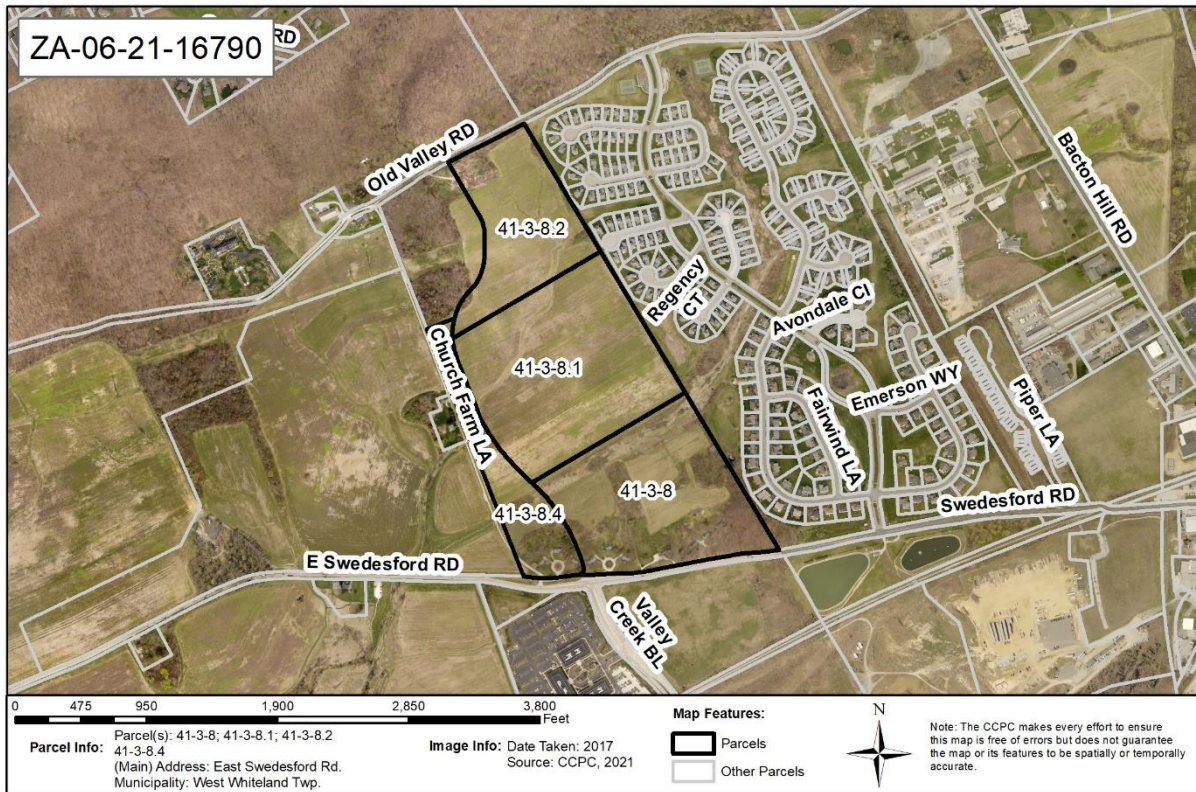 ZA-06-21-16790
RD
Old Valley RD
41-3-8.2
Bacton Hill RD
Regency
CT
Avondale CI
41-3-8.1
Church Farm LA
Emerson WY
Piper LA
Fairwind LA
41-3-8
41-3-8.4
Swedesford RD
E Swedesford RD
Valley
Creek BL
0 475 950 1,900 2,850 3,800
Feet
Parcel Info: Parcel(s): 41-3-8; 41-3-8.1; 41-3-8.2
41-3-8.4
(Main) Address: East Swedesford Rd.
Municipality: West Whiteland Twp.
Image Info: Date Taken: 2017
Source: CCPC, 2021
Map Features:
Parcels
Other Parcels
N
Note: The CCPC makes every effort to ensure
this map is free of errors but does not guarantee
the map or its features to be spatially or temporally
accurate.